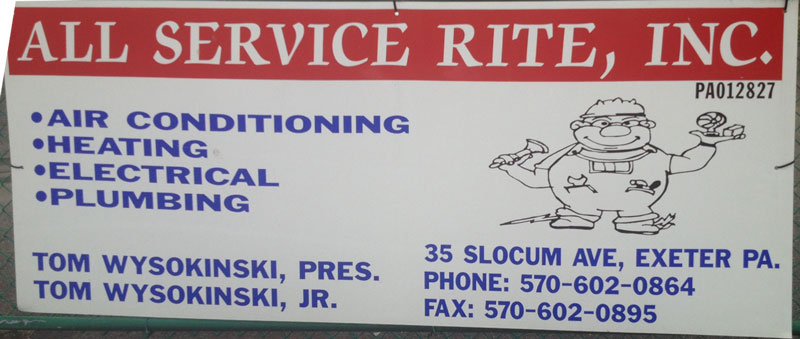 ALL SERVICE RITE, INC.
PA012827
•AIR CONDITIONING
•HEATING
•ELECTRICAL
•PLUMBING
TOM WYSOKINSKI, PRES.
TOM WYSOKINSKI, JR.
35 SLOCUM AVE, EXETER PA.
PHONE: 570-602-0864
FAX: 570-602-0895